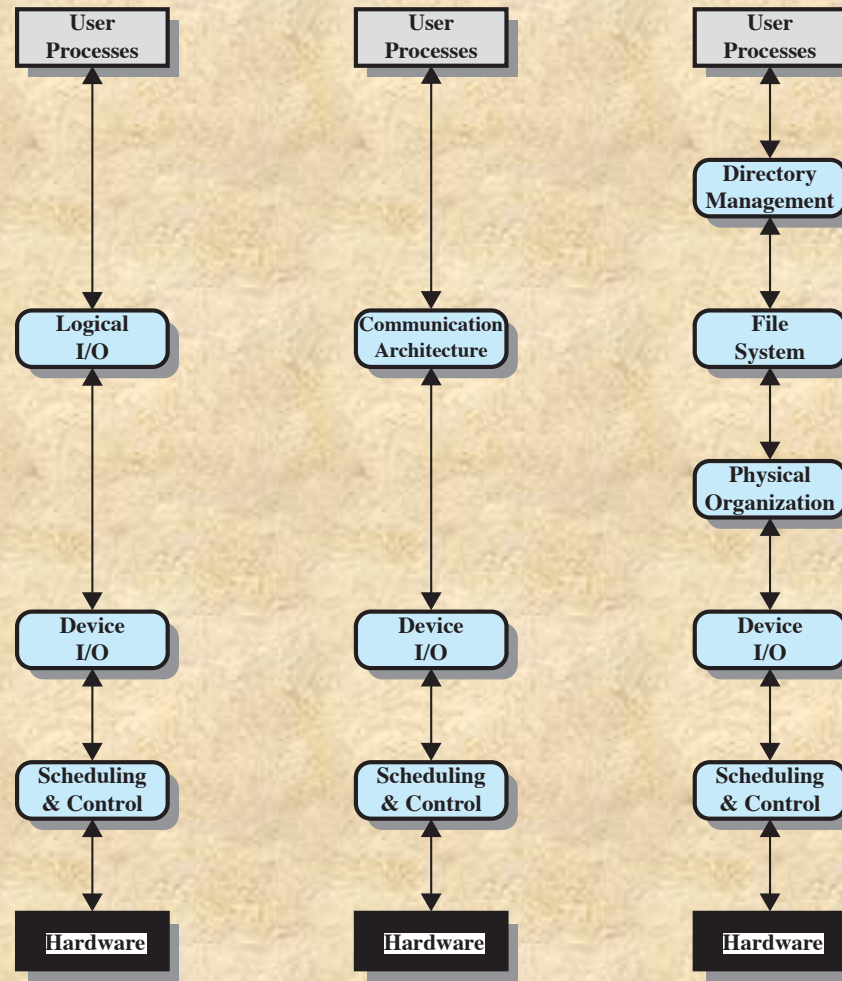 User
Processes
Logical
I/O
Device
I/O
Scheduling
& Control
Hardware
User
Processes
Communication
Architecture
Device
I/O
Scheduling
& Control
Hardware
User
Processes
Directory
Management
File
System
Physical
Organization
Device
I/O
Scheduling
& Control
Hardware